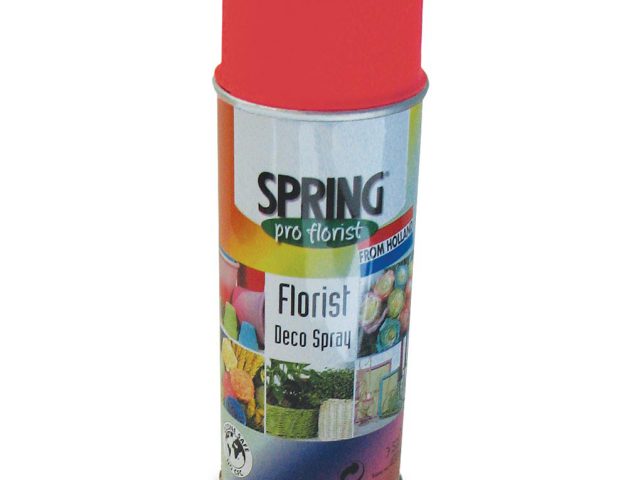 SPRING®
pro florist
FROM HOLLAND
Florist
Deco Spray